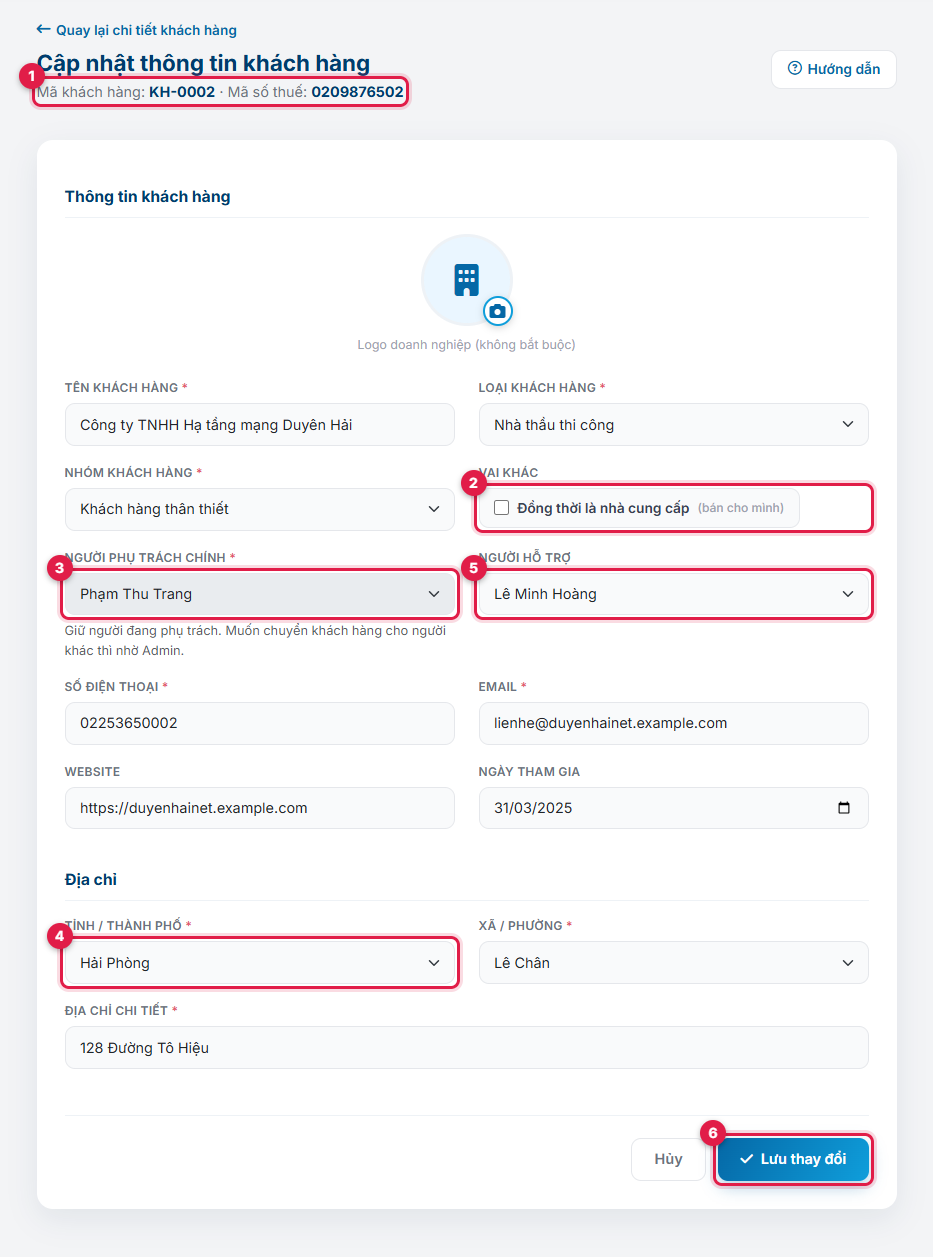 ← Quay lại chi tiết khách hàng
Cập nhật thông tin khách hàng
Hướng dẫn
1
Mã khách hàng: KH-0002 · Mã số thuế: 0209876502
Thông tin khách hàng
Logo doanh nghiệp (không bắt buộc)
TÊN KHÁCH HÀNG *
LOẠI KHÁCH HÀNG *
Công ty TNHH Hạ tầng mạng Duyên Hải
Nhà thầu thi công
NHÓM KHÁCH HÀNG *
VAI KHÁC
2
Khách hàng thân thiết
Đồng thời là nhà cung cấp (bán cho mình)
NGƯỜI PHỤ TRÁCH CHÍNH *
NGƯỜI HỖ TRỢ
3
5
Phạm Thu Trang
Lê Minh Hoàng
Giữ người đang phụ trách. Muốn chuyển khách hàng cho người
khác thì nhờ Admin.
SỐ ĐIỆN THOẠI *
EMAIL *
02253650002
lienhe@duyenhainet.example.com
WEBSITE
NGÀY THAM GIA
https://duyenhainet.example.com
31/03/2025
Địa chỉ
TỈNH / THÀNH PHỐ *
XÃ / PHƯỜNG *
4
Hải Phòng
Lê Chân
ĐỊA CHỈ CHI TIẾT *
128 Đường Tô Hiệu
6
Hủy
Lưu thay đổi